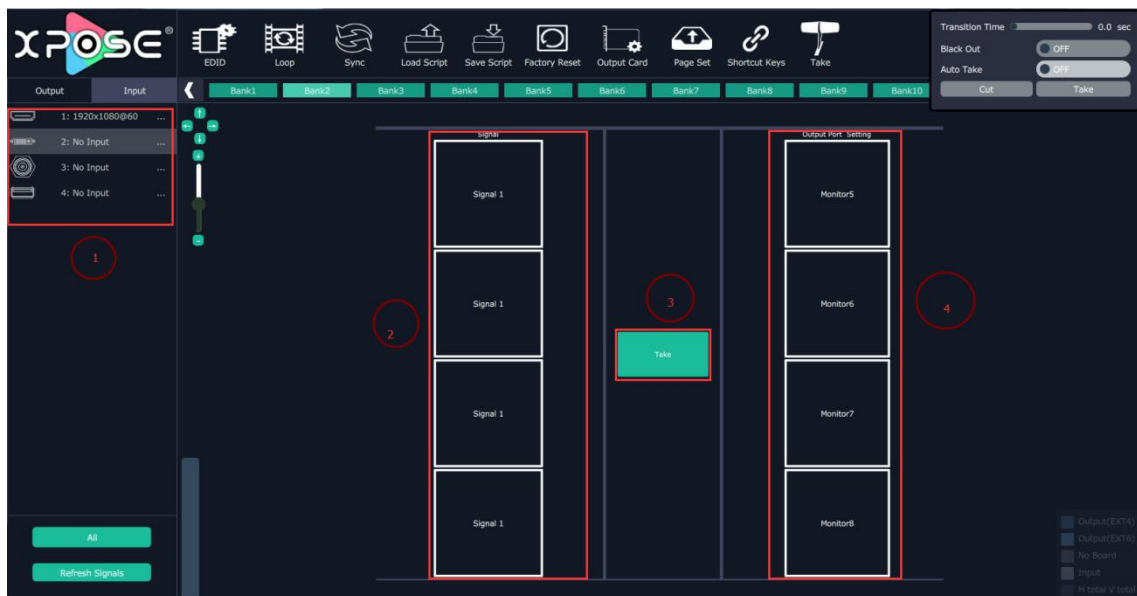 XPOSE®
EDID
Loop
Sync
Load Script
Save Script
Factory Reset
Output Card
Page Set
Shortcut Keys
Take
Transition Time 0.0 sec
Black Out OFF
Auto Take OFF
Cut Take
Output Input
Bank1 Bank2 Bank3 Bank4 Bank5 Bank6 Bank7 Bank8 Bank9 Bank10
1: 1920x1080@60 ...
2: No Input ...
3: No Input ...
4: No Input ...
1
All
Refresh Signals
Signal
Signal 1
Signal 1
Signal 1
Signal 1
2
3
Take
Output Port Setting
Monitor5
Monitor6
Monitor7
Monitor8
4
Output(EXT4)
Output(EXT6)
No Board
Input
H total V total